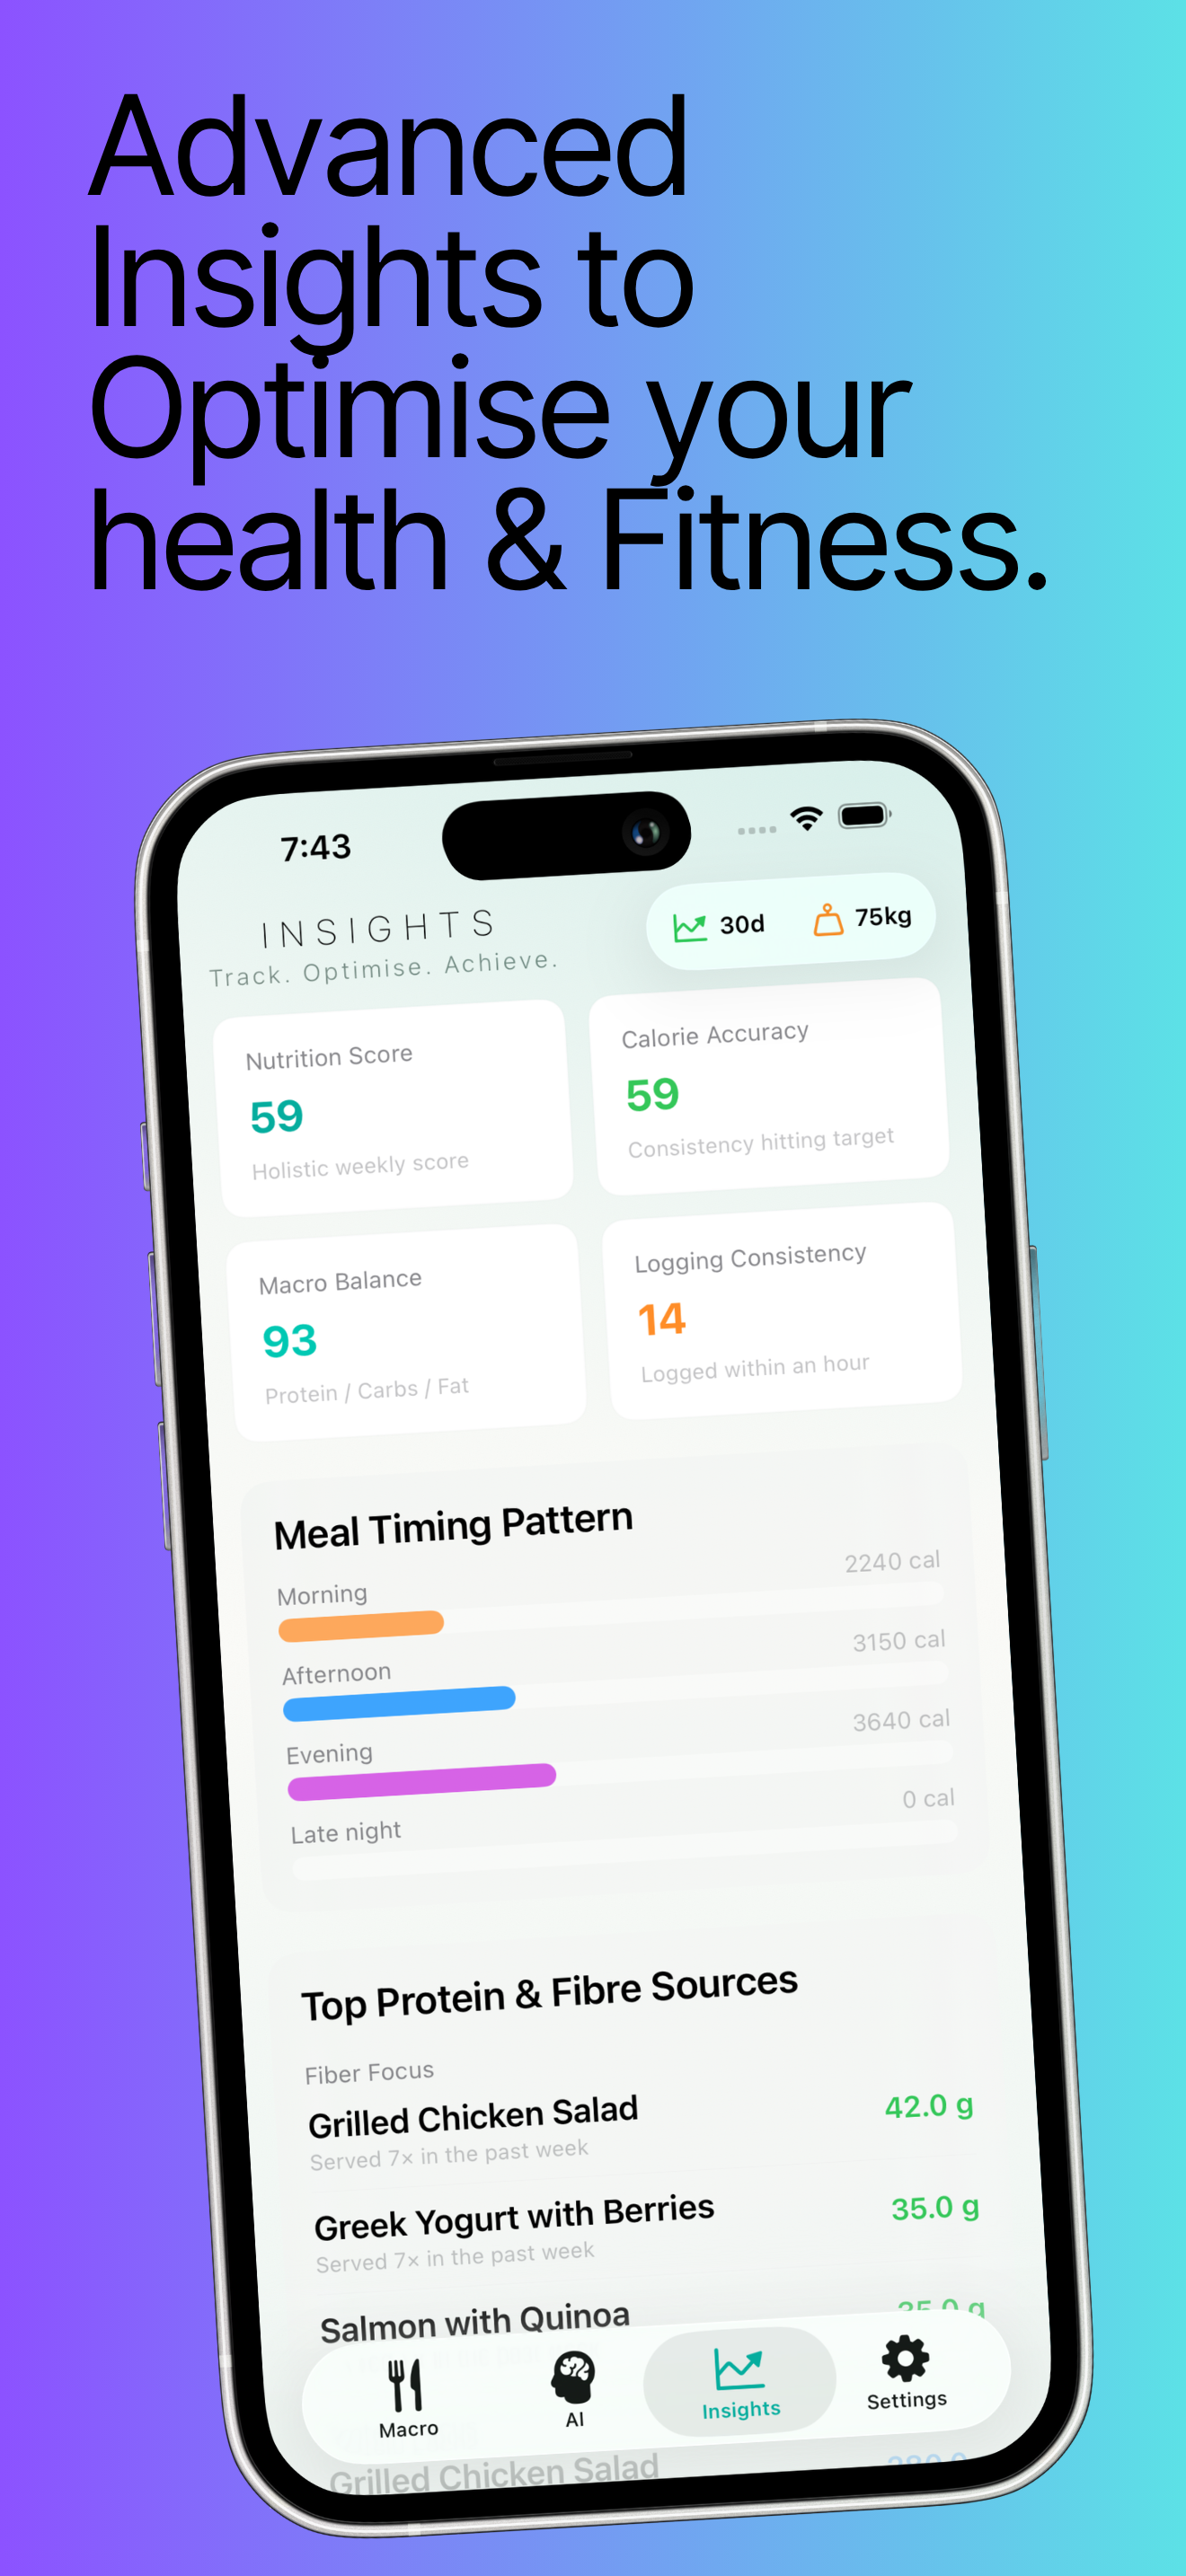 Advanced
Insights to
Optimise your
health & Fitness.
7:43
INSIGHTS
Track. Optimise. Achieve.
30d 75kg
Nutrition Score
59
Holistic weekly score
Calorie Accuracy
59
Consistency hitting target
Macro Balance
93
Protein / Carbs / Fat
Logging Consistency
14
Logged within an hour
Meal Timing Pattern
Morning 2240 cal
Afternoon 3150 cal
Evening 3640 cal
Late night 0 cal
Top Protein & Fibre Sources
Fiber Focus
Grilled Chicken Salad 42.0 g
Served 7× in the past week
Greek Yogurt with Berries 35.0 g
Served 7× in the past week
Salmon with Quinoa 35.0 g
Macro AI Insights Settings
Grilled Chicken Salad